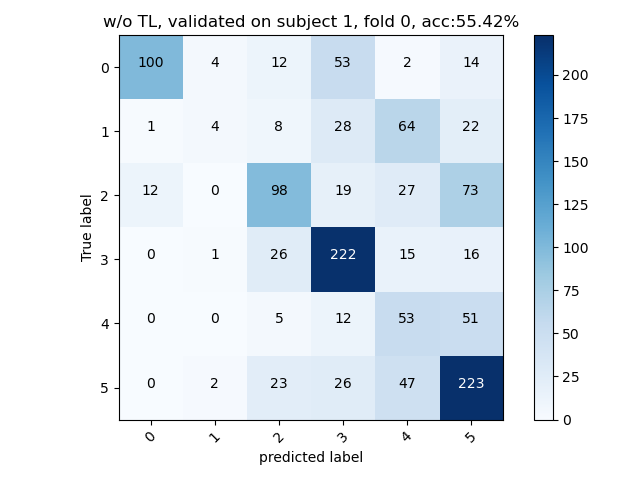 w/o TL, validated on subject 1, fold 0, acc:55.42%
0 100 4 12 53 2 14
1 1 4 8 28 64 22
2 12 0 98 19 27 73
3 0 1 26 222 15 16
4 0 0 5 12 53 51
5 0 2 23 26 47 223
0 1 2 3 4 5
True label
predicted label
200
175
150
125
100
75
50
25
0